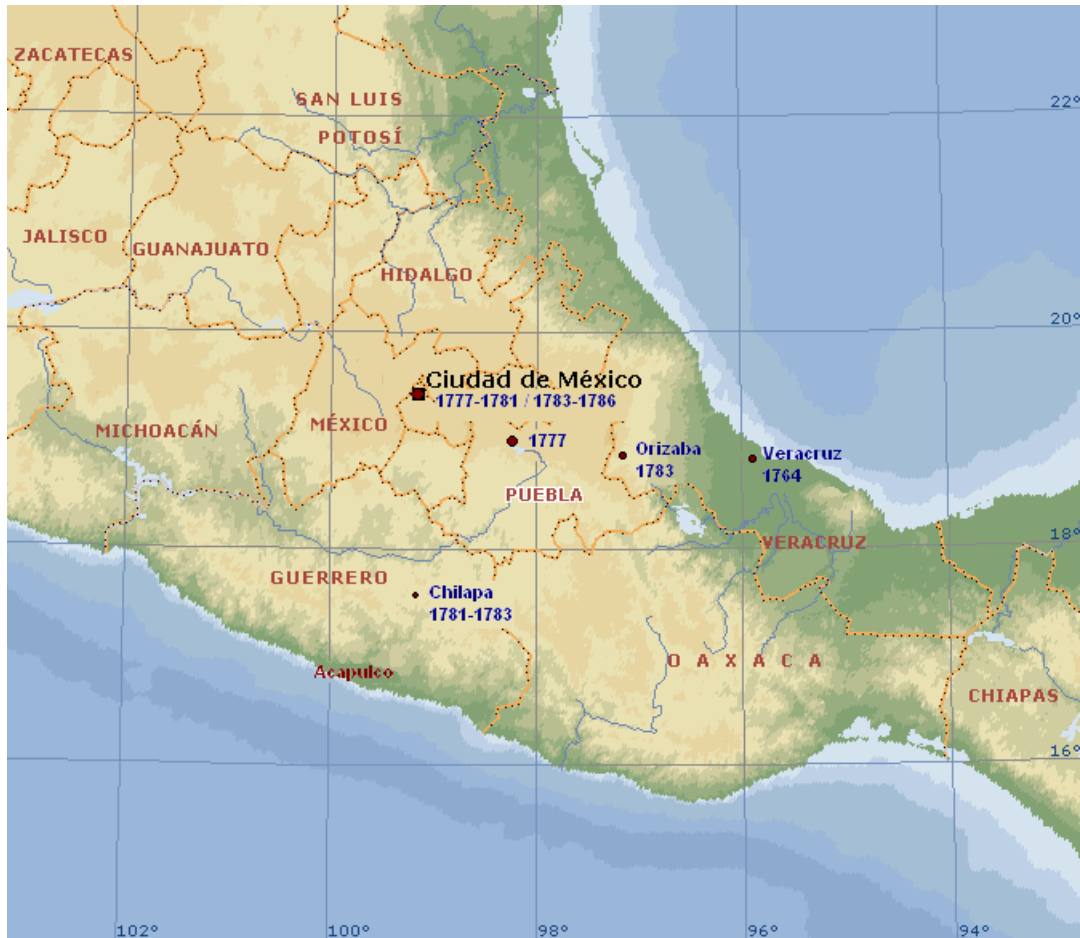 ZACATECAS
SAN LUIS
POTOSÍ
22°
JALISCO
GUANAJUATO
HIDALGO
20°
Ciudad de México
1777-1781 / 1783-1786
MÉXICO
MICHOACÁN
1777
Orizaba
1783
Veracruz
1764
PUEBLA
VERACRUZ
18°
GUERRERO
Chilapa
1781-1783
OAXACA
Acapulco
CHIAPAS
16°
102°
100°
98°
96°
94°